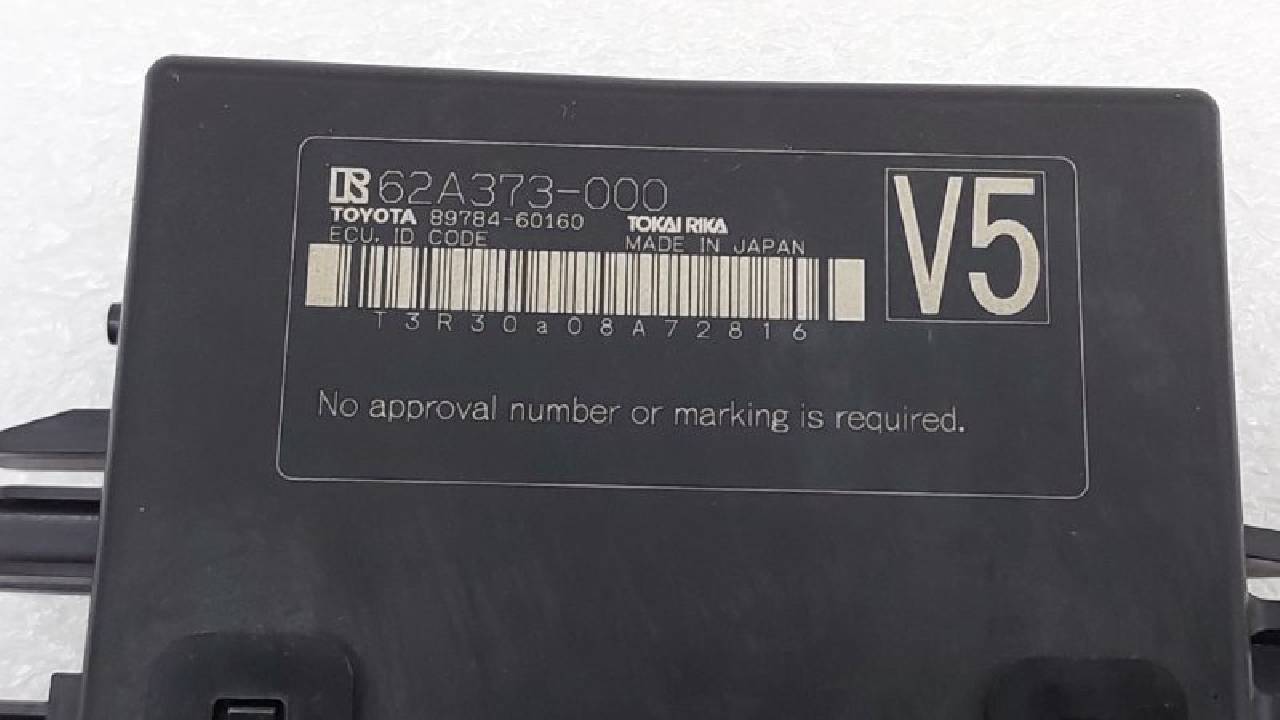 62A373-000
TOYOTA 89784-60160 TOKAI RIKA
ECU. ID CODE MADE IN JAPAN
V5
T3R30a08A72816
No approval number or marking is required.